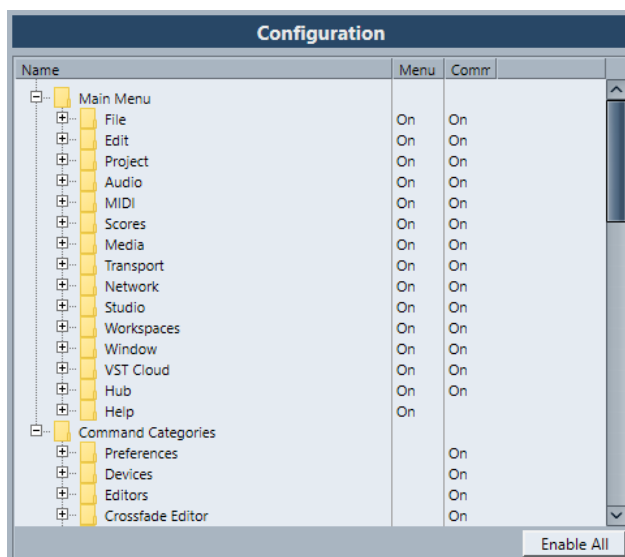 Configuration
Name Menu Comm
Main Menu
File On On
Edit On On
Project On On
Audio On On
MIDI On On
Scores On On
Media On On
Transport On On
Network On On
Studio On On
Workspaces On On
Window On On
VST Cloud On On
Hub On On
Help On
Command Categories
Preferences On
Devices On
Editors On
Crossfade Editor On
Enable All